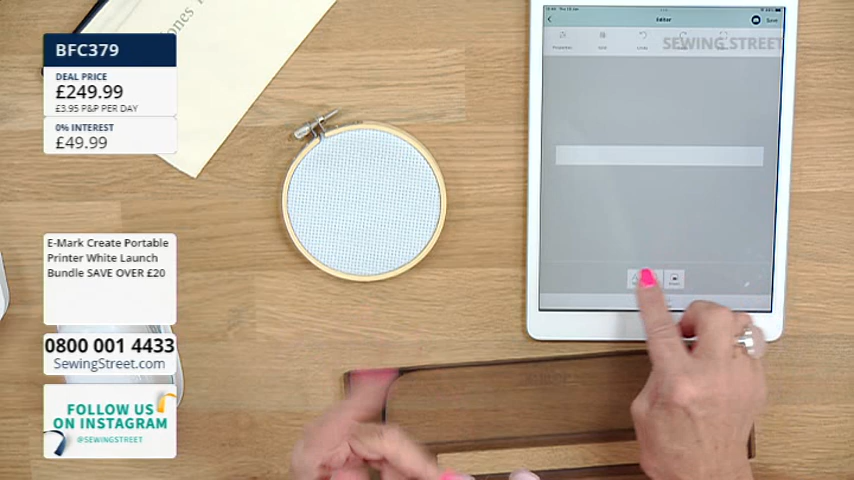 BFC379
DEAL PRICE
£249.99
£3.95 P&P PER DAY
0% INTEREST
£49.99
E-Mark Create Portable
Printer White Launch
Bundle SAVE OVER £20
0800 001 4433
SewingStreet.com
FOLLOW US
ON INSTAGRAM
@SEWINGSTREET
ones
Editor
Save
SEWING STREET